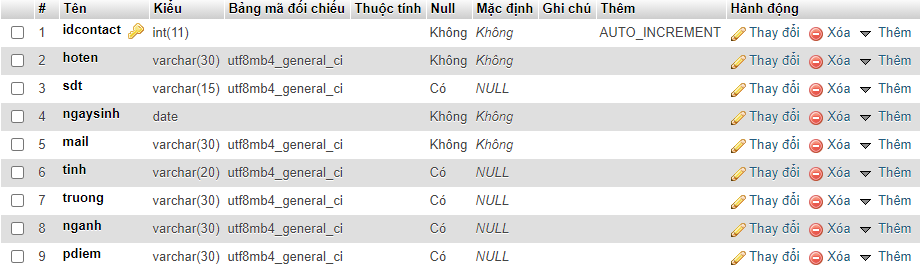 # Tên Kiểu Bảng mã đối chiếu Thuộc tính Null Mặc định Ghi chú Thêm Hành động
1 idcontact int(11) Không Không AUTO_INCREMENT Thay đổi Xóa Thêm
2 hoten varchar(30) utf8mb4_general_ci Không Không Thay đổi Xóa Thêm
3 sdt varchar(15) utf8mb4_general_ci Có NULL Thay đổi Xóa Thêm
4 ngaysinh date Không Không Thay đổi Xóa Thêm
5 mail varchar(30) utf8mb4_general_ci Không Không Thay đổi Xóa Thêm
6 tinh varchar(20) utf8mb4_general_ci Có NULL Thay đổi Xóa Thêm
7 truong varchar(30) utf8mb4_general_ci Có NULL Thay đổi Xóa Thêm
8 nganh varchar(30) utf8mb4_general_ci Có NULL Thay đổi Xóa Thêm
9 pdiem varchar(30) utf8mb4_general_ci Có NULL Thay đổi Xóa Thêm